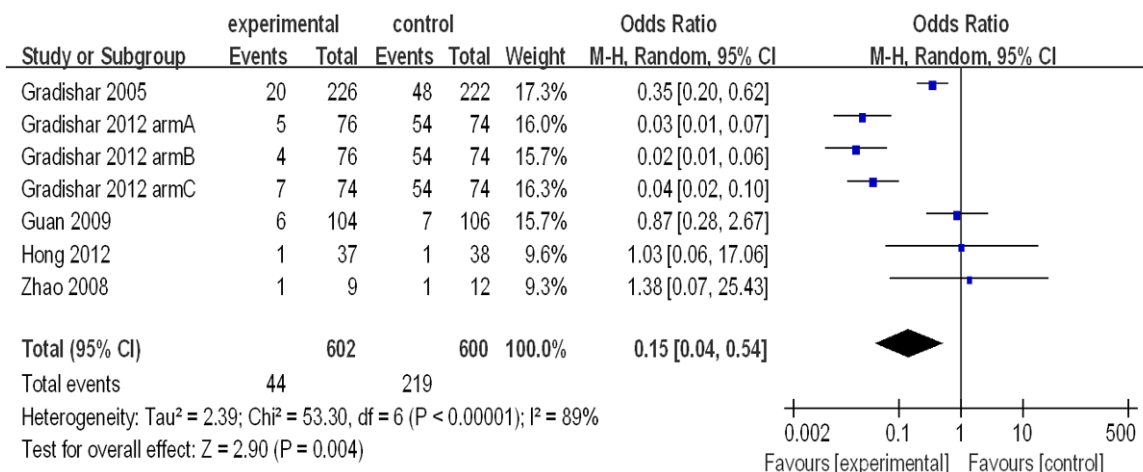 experimental control Odds Ratio Odds Ratio
Study or Subgroup Events Total Events Total Weight M-H, Random, 95% CI M-H, Random, 95% CI
Gradishar 2005 20 226 48 222 17.3% 0.35 [0.20, 0.62]
Gradishar 2012 armA 5 76 54 74 16.0% 0.03 [0.01, 0.07]
Gradishar 2012 armB 4 76 54 74 15.7% 0.02 [0.01, 0.06]
Gradishar 2012 armC 7 74 54 74 16.3% 0.04 [0.02, 0.10]
Guan 2009 6 104 7 106 15.7% 0.87 [0.28, 2.67]
Hong 2012 1 37 1 38 9.6% 1.03 [0.06, 17.06]
Zhao 2008 1 9 1 12 9.3% 1.38 [0.07, 25.43]
Total (95% CI) 602 600 100.0% 0.15 [0.04, 0.54]
Total events 44 219
Heterogeneity: Tau² = 2.39; Chi² = 53.30, df = 6 (P < 0.00001); I² = 89%
Test for overall effect: Z = 2.90 (P = 0.004)
0.002 0.1 1 10 500
Favours [experimental] Favours [control]